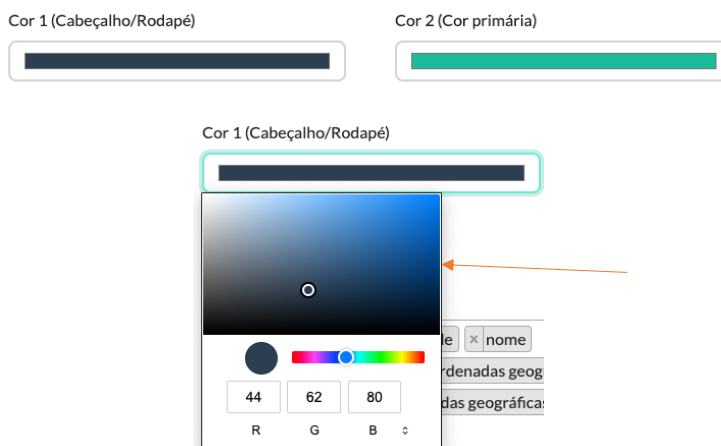 Cor 1 (Cabeçalho/Rodapé)
Cor 2 (Cor primária)
Cor 1 (Cabeçalho/Rodapé)
× nome
44 62 80
R G B